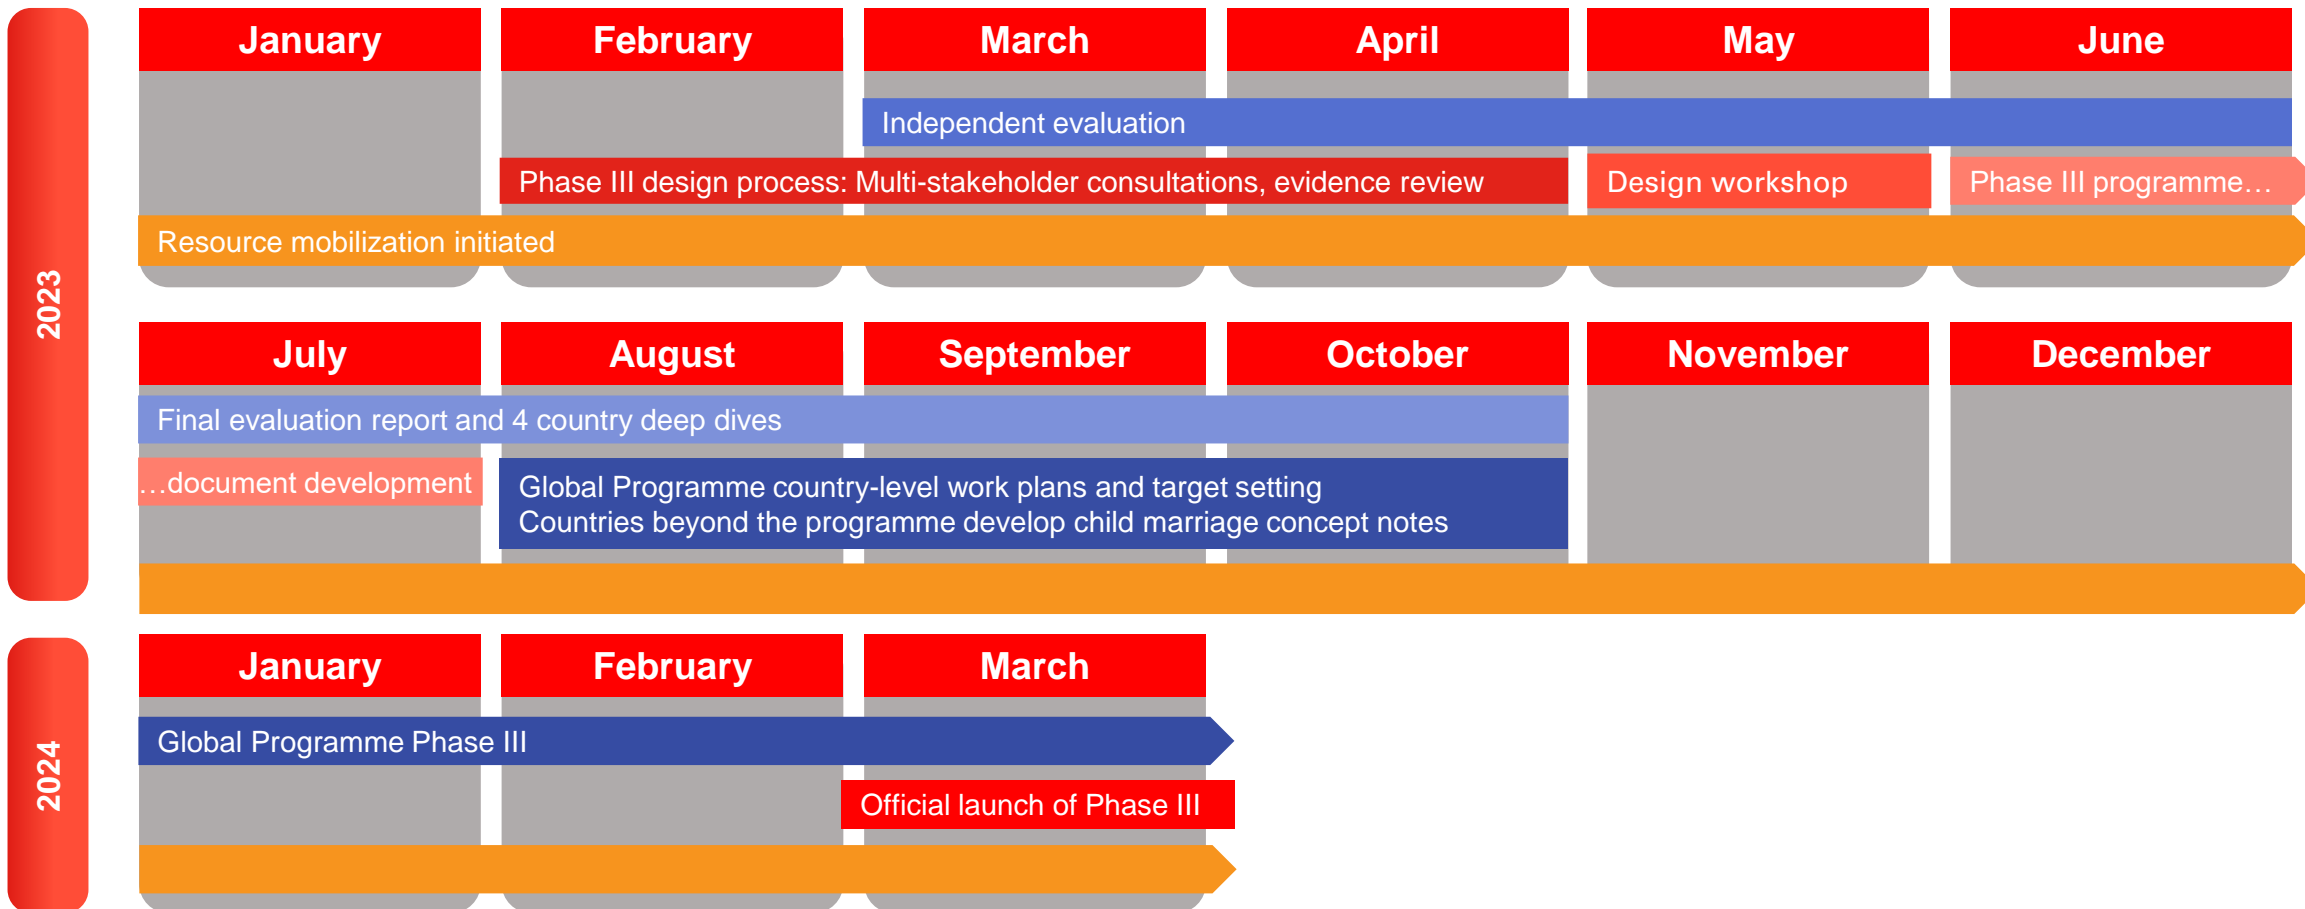 2023
January
February
March
April
May
June
Independent evaluation
Phase III design process: Multi-stakeholder consultations, evidence review
Design workshop
Phase III programme…
Resource mobilization initiated
July
August
September
October
November
December
Final evaluation report and 4 country deep dives
…document development
Global Programme country-level work plans and target setting
Countries beyond the programme develop child marriage concept notes
2024
January
February
March
Global Programme Phase III
Official launch of Phase III